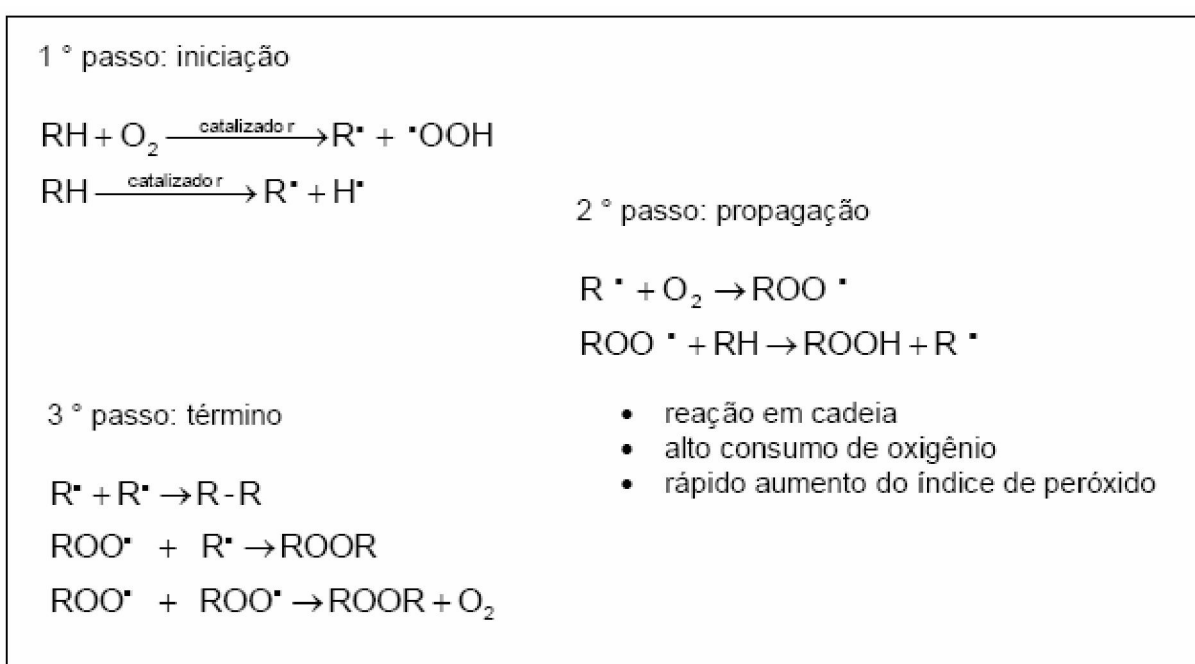 1 ° passo: iniciação
RH + O₂ —catalizador→ R• + •OOH
RH —catalizador→ R• + H•
2 ° passo: propagação
R • + O₂ → ROO •
ROO • + RH → ROOH + R •
• reação em cadeia
• alto consumo de oxigênio
• rápido aumento do índice de peróxido
3 ° passo: término
R• + R• → R - R
ROO• + R• → ROOR
ROO• + ROO• → ROOR + O₂